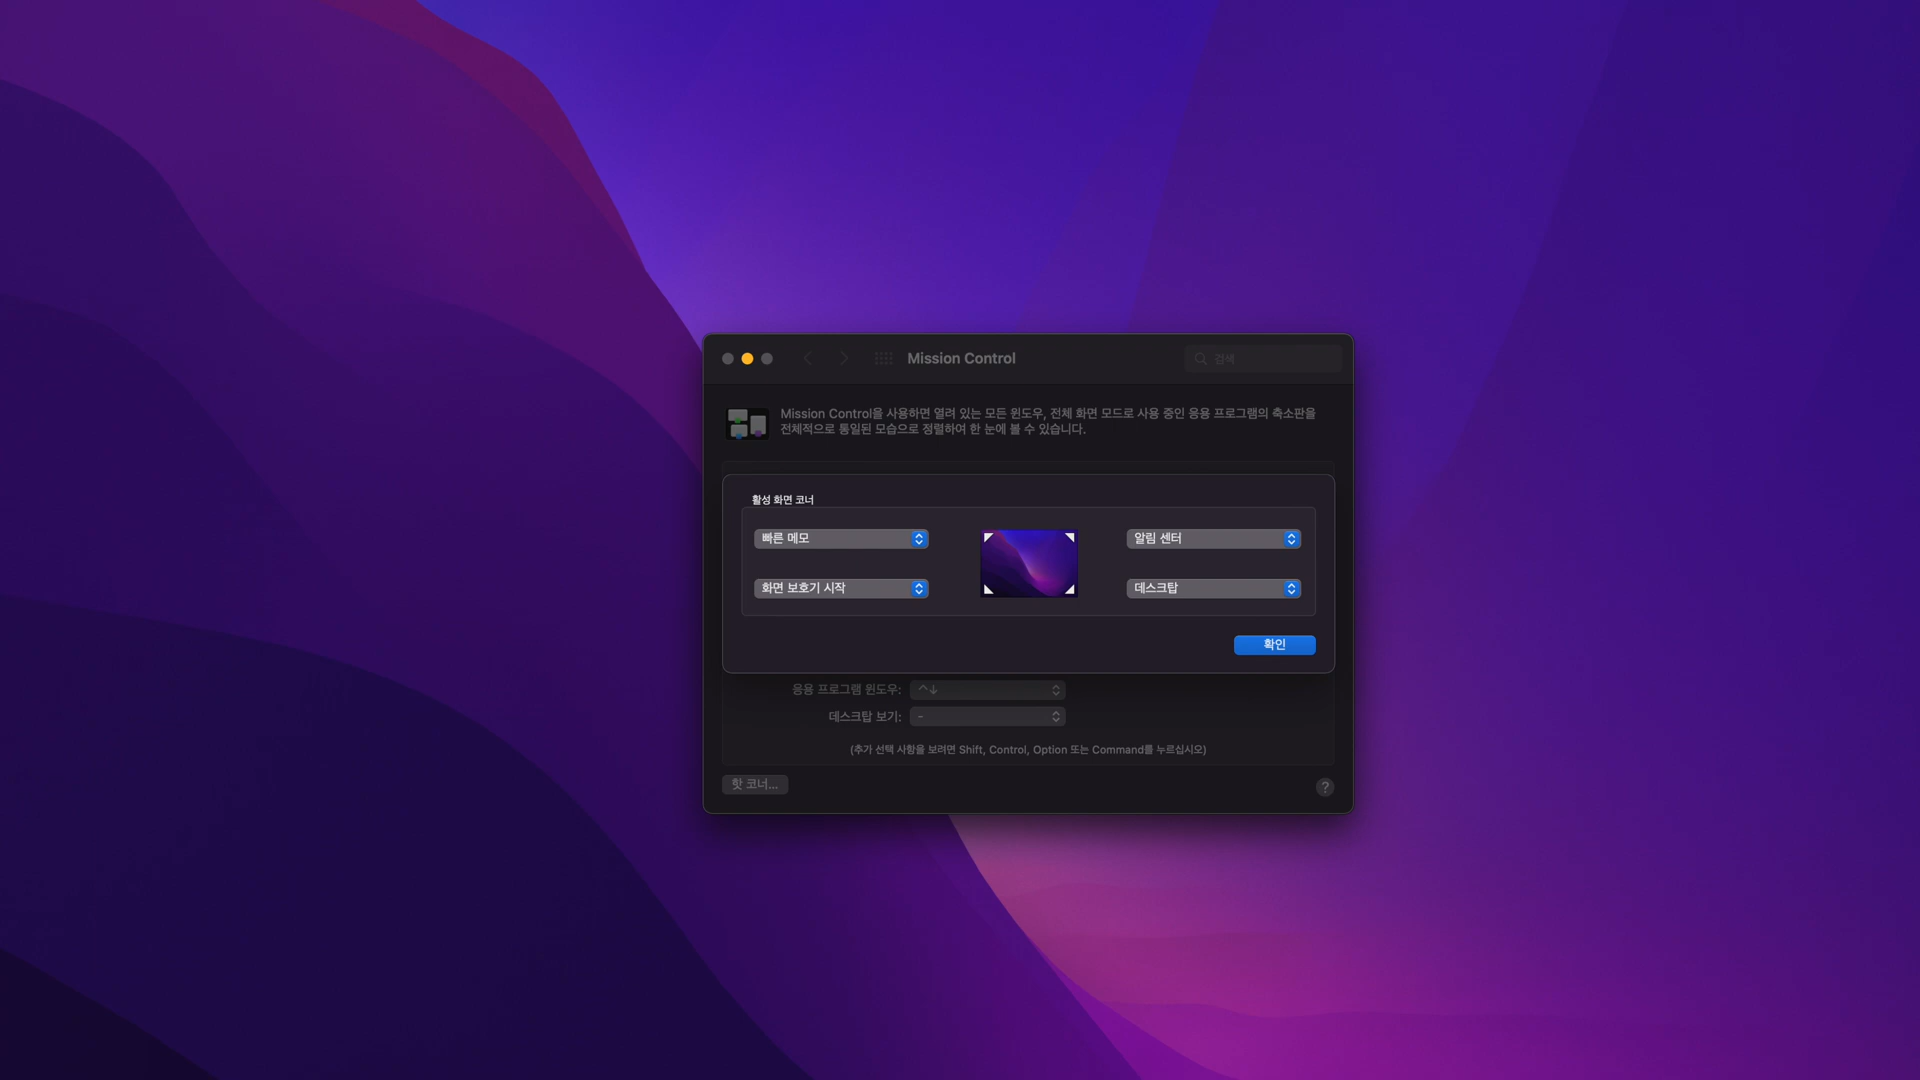 Mission Control
검색
Mission Control을 사용하면 열려 있는 모든 윈도우, 전체 화면 모드로 사용 중인 응용 프로그램의 축소판을
전체적으로 통일된 모습으로 정렬하여 한 눈에 볼 수 있습니다.
활성 화면 코너
빠른 메모
알림 센터
화면 보호기 시작
데스크탑
확인
응용 프로그램 윈도우: ^↓
데스크탑 보기: -
(추가 선택 사항을 보려면 Shift, Control, Option 또는 Command를 누르십시오)
핫 코너...
?